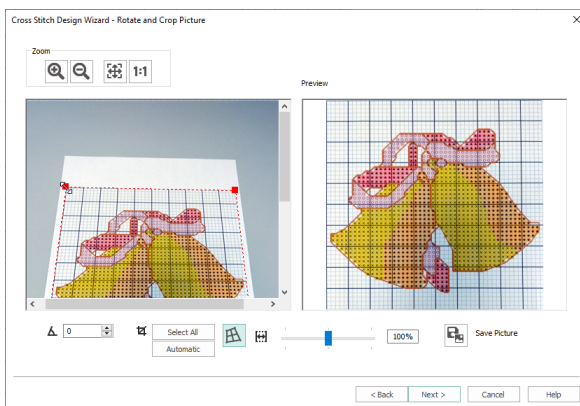 Cross Stitch Design Wizard - Rotate and Crop Picture
Zoom
1:1
Preview
0
Select All
Automatic
100%
Save Picture
< Back
Next >
Cancel
Help